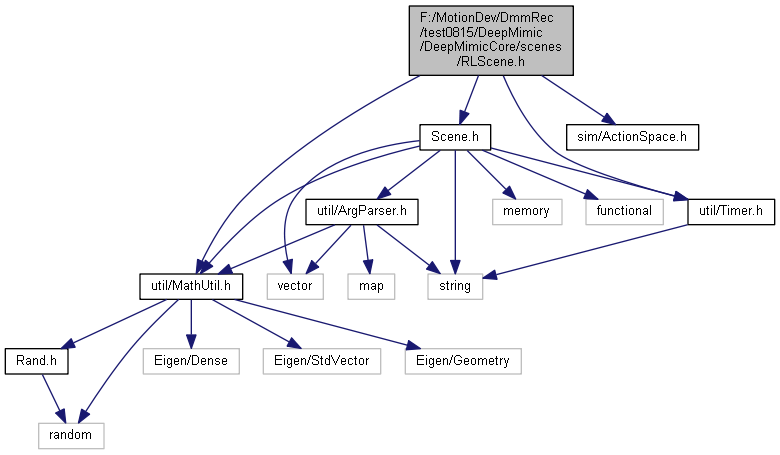 F:/MotionDew/DmmRec
/test0815/DeepMimic
/DeepMimicCore/scenes
/RLScene.h
Scene.h
sim/ActionSpace.h
util/ArgParser.h
memory
functional
util/Timer.h
util/MathUtil.h
vector
map
string
Rand.h
Eigen/Dense
Eigen/StdVector
Eigen/Geometry
random